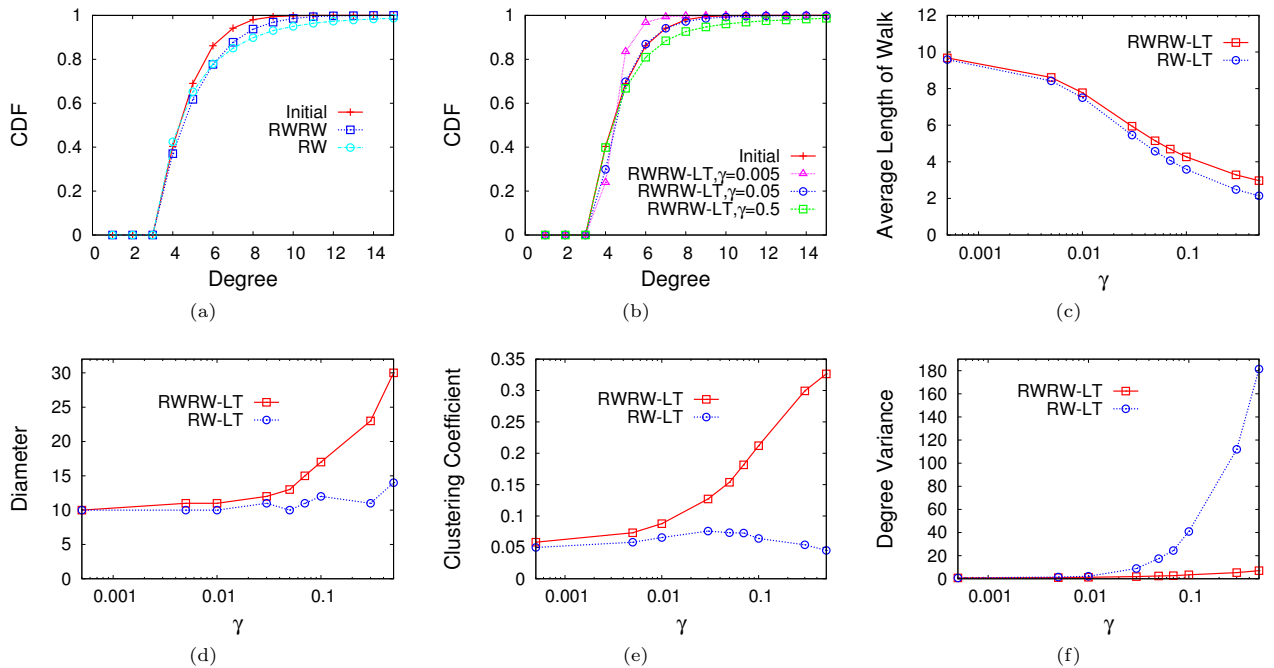 CDF
1
0.8
0.6
0.4
0.2
0
Initial
RWRW
RW
0 2 4 6 8 10 12 14
Degree
(a)
CDF
1
0.8
0.6
0.4
0.2
0
Initial
RWRW-LT,γ=0.005
RWRW-LT,γ=0.05
RWRW-LT,γ=0.5
0 2 4 6 8 10 12 14
Degree
(b)
Average Length of Walk
12
10
8
6
4
2
0
RWRW-LT
RW-LT
0.001 0.01 0.1
γ
(c)
Diameter
30
25
20
15
10
5
0
RWRW-LT
RW-LT
0.001 0.01 0.1
γ
(d)
Clustering Coefficient
0.35
0.3
0.25
0.2
0.15
0.1
0.05
0
RWRW-LT
RW-LT
0.001 0.01 0.1
γ
(e)
Degree Variance
180
160
140
120
100
80
60
40
20
0
RWRW-LT
RW-LT
0.001 0.01 0.1
γ
(f)